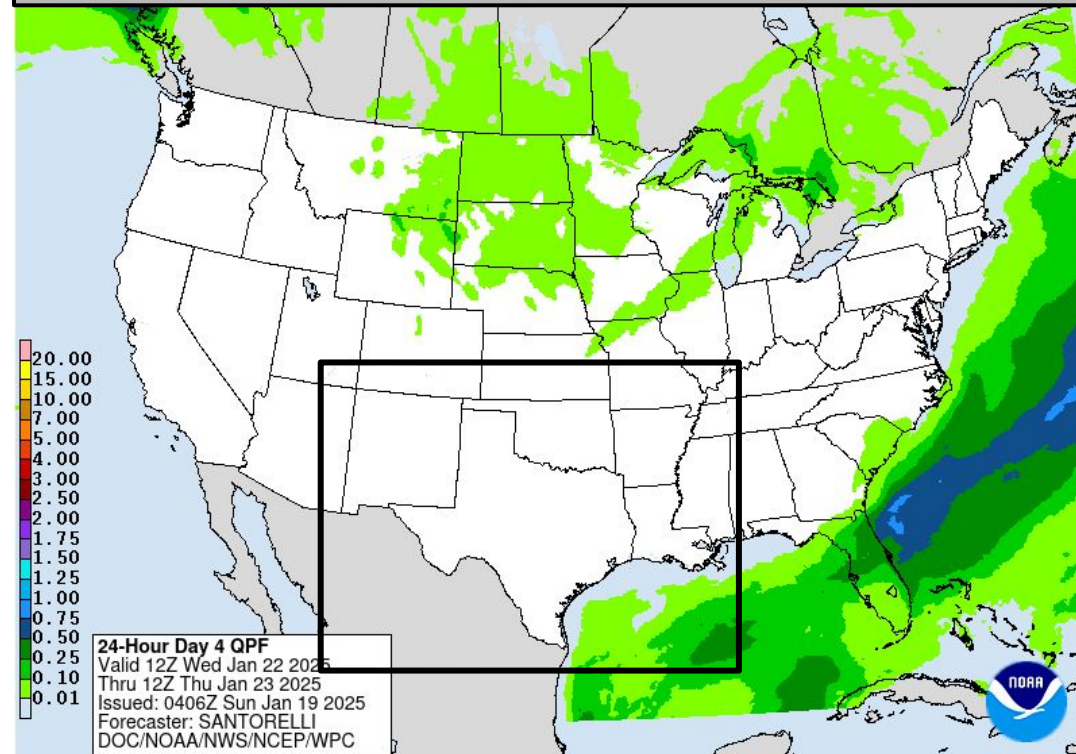 20.00
15.00
10.00
7.00
5.00
4.00
3.00
2.50
2.00
1.75
1.50
1.25
1.00
0.75
0.50
0.25
0.10
0.01
24-Hour Day 4 QPF
Valid 12Z Wed Jan 22 2025
Thru 12Z Thu Jan 23 2025
Issued: 0406Z Sun Jan 19 2025
Forecaster: SANTORELLI
DOC/NOAA/NWS/NCEP/WPC
NOAA